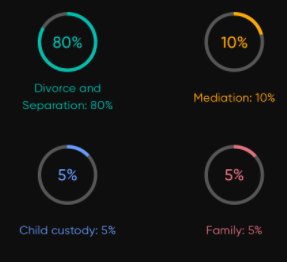 80%
10%
Divorce and
Separation: 80%
Mediation: 10%
5%
5%
Child custody: 5%
Family: 5%